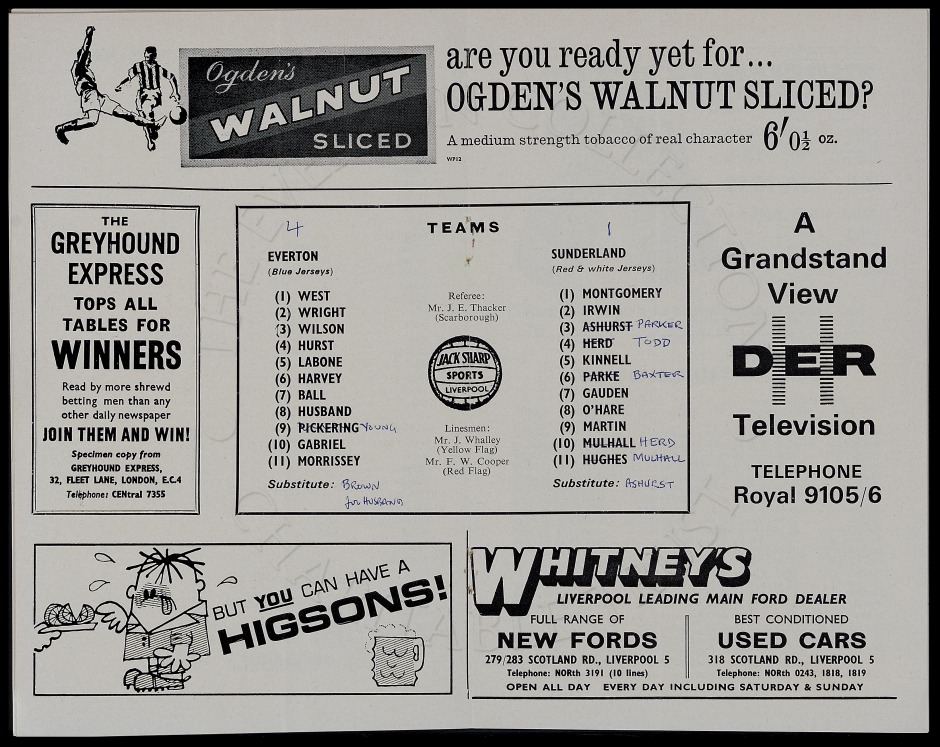 Ogden's
WALNUT
SLICED
are you ready yet for...
OGDEN'S WALNUT SLICED?
A medium strength tobacco of real character 6'0½ oz.
WP12
THE
GREYHOUND
EXPRESS
TOPS ALL
TABLES FOR
WINNERS
Read by more shrewd
betting men than any
other daily newspaper
JOIN THEM AND WIN!
Specimen copy from
GREYHOUND EXPRESS,
32, FLEET LANE, LONDON, E.C.4
Telephone: CENtral 7355
4
TEAMS
1
EVERTON
(Blue Jerseys)
(1) WEST
(2) WRIGHT
(3) WILSON
(4) HURST
(5) LABONE
(6) HARVEY
(7) BALL
(8) HUSBAND
(9) PICKERING YOUNG
(10) GABRIEL
(11) MORRISSEY
Substitute: BROWN
for HUSBAND
Referee:
Mr. J. E. Thacker
(Scarborough)
JACK SHARP
SPORTS
LIVERPOOL
Linesmen:
Mr. J. Whalley
(Yellow Flag)
Mr. F. W. Cooper
(Red Flag)
SUNDERLAND
(Red & white Jerseys)
(1) MONTGOMERY
(2) IRWIN
(3) ASHURST PARKER
(4) HERD TODD
(5) KINNELL
(6) PARKE BAXTER
(7) GAUDEN
(8) O'HARE
(9) MARTIN
(10) MULHALL HERD
(11) HUGHES MULHALL
Substitute: ASHURST
A
Grandstand
View
DER
Television
TELEPHONE
Royal 9105/6
BUT YOU CAN HAVE A
HIGSONS!
WHITNEY'S
LIVERPOOL LEADING MAIN FORD DEALER
FULL RANGE OF
NEW FORDS
279/283 SCOTLAND RD., LIVERPOOL 5
Telephone: NORth 3191 (10 lines)
BEST CONDITIONED
USED CARS
318 SCOTLAND RD., LIVERPOOL 5
Telephone: NORth 0243, 1818, 1819
OPEN ALL DAY EVERY DAY INCLUDING SATURDAY & SUNDAY